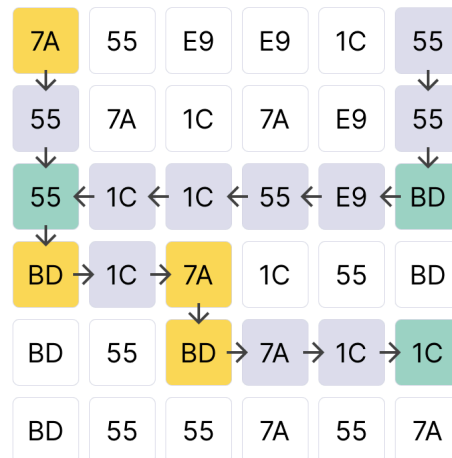 7A 55 E9 E9 1C 55
55 7A 1C 7A E9 55
55 1C 1C 55 E9 BD
BD 1C 7A 1C 55 BD
BD 55 BD 7A 1C 1C
BD 55 55 7A 55 7A